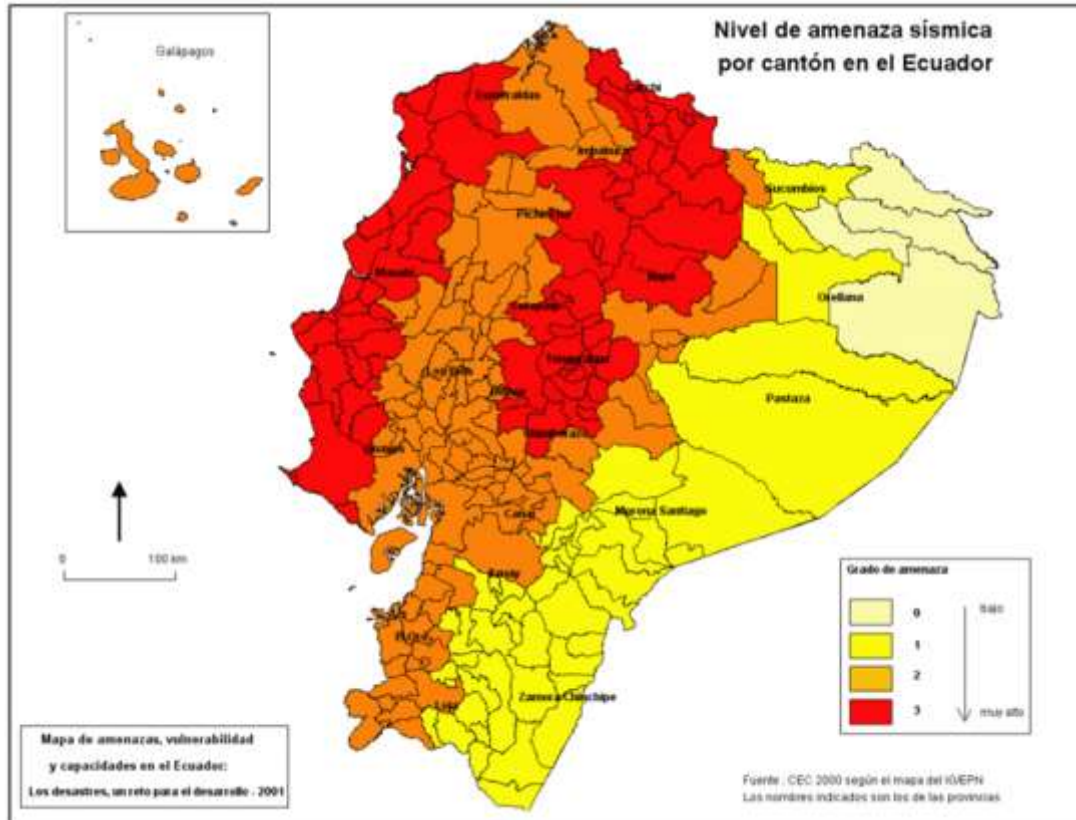 Nivel de amenaza sísmica
por cantón en el Ecuador
Galápagos
Esmeraldas
Carchi
Imbabura
Sucombios
Pichincha
Manabí
Napo
Orellana
Cotopaxi
Tungurahua
Los Ríos
Bolívar
Pastaza
Chimborazo
Guayas
Cañar
Morona Santiago
Azuay
El Oro
Loja
Zamora Chinchipe
0 100 km
Grado de amenaza
0 bajo
1
2
3 muy alto
Mapa de amenazas, vulnerabilidad
y capacidades en el Ecuador:
Los desastres, un reto para el desarrollo - 2001
Fuente : CEC 2000 según el mapa del IG/EPN
Los nombres indicados son los de las provincias